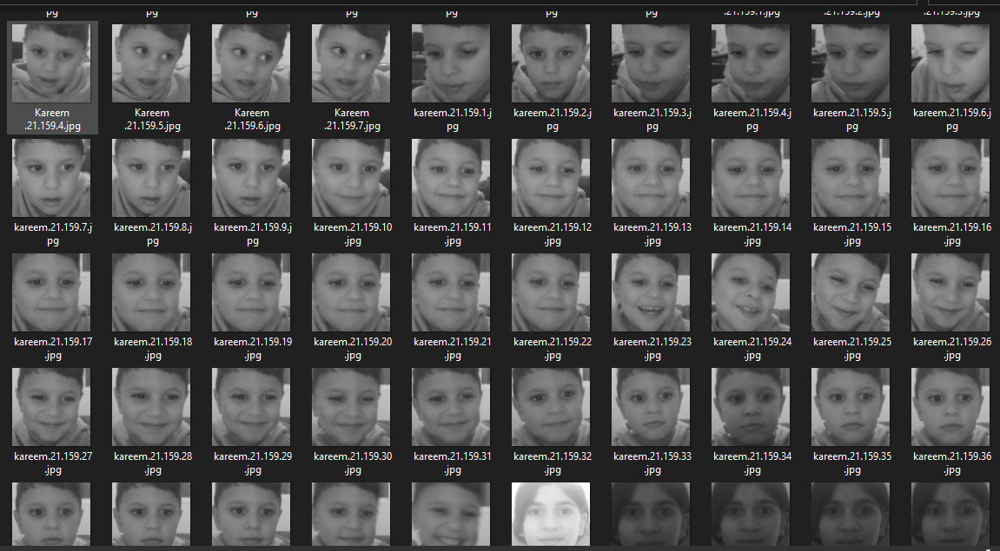 pg pg pg pg pg pg pg .21.159.1.jpg .21.159.2.jpg .21.159.3.jpg
Kareem Kareem Kareem Kareem kareem.21.159.1.j kareem.21.159.2.j kareem.21.159.3.j kareem.21.159.4.j kareem.21.159.5.j kareem.21.159.6.j
.21.159.4.jpg .21.159.5.jpg .21.159.6.jpg .21.159.7.jpg pg pg pg pg pg pg
kareem.21.159.7.j kareem.21.159.8.j kareem.21.159.9.j kareem.21.159.10 kareem.21.159.11 kareem.21.159.12 kareem.21.159.13 kareem.21.159.14 kareem.21.159.15 kareem.21.159.16
pg pg pg .jpg .jpg .jpg .jpg .jpg .jpg .jpg
kareem.21.159.17 kareem.21.159.18 kareem.21.159.19 kareem.21.159.20 kareem.21.159.21 kareem.21.159.22 kareem.21.159.23 kareem.21.159.24 kareem.21.159.25 kareem.21.159.26
.jpg .jpg .jpg .jpg .jpg .jpg .jpg .jpg .jpg .jpg
kareem.21.159.27 kareem.21.159.28 kareem.21.159.29 kareem.21.159.30 kareem.21.159.31 kareem.21.159.32 kareem.21.159.33 kareem.21.159.34 kareem.21.159.35 kareem.21.159.36
.jpg .jpg .jpg .jpg .jpg .jpg .jpg .jpg .jpg .jpg